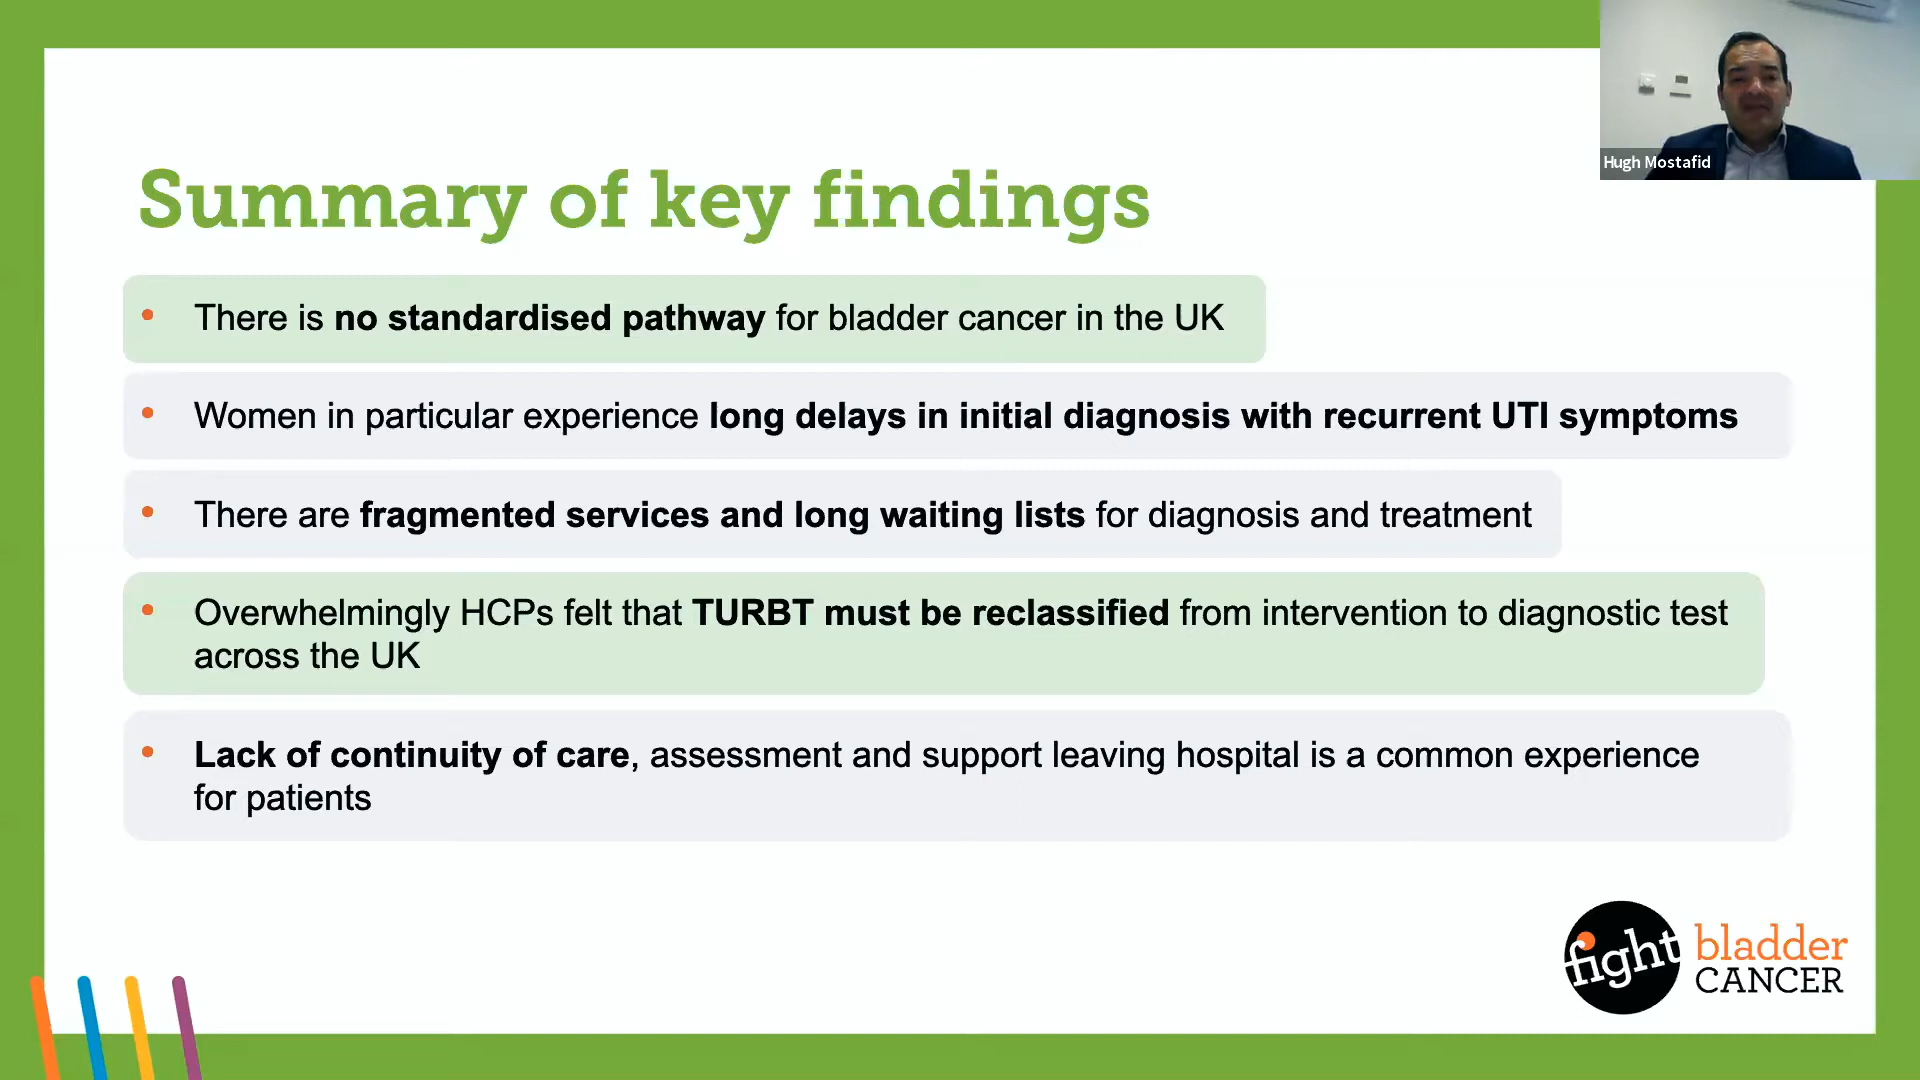 Hugh Mostafid
Summary of key findings
• There is no standardised pathway for bladder cancer in the UK
• Women in particular experience long delays in initial diagnosis with recurrent UTI symptoms
• There are fragmented services and long waiting lists for diagnosis and treatment
• Overwhelmingly HCPs felt that TURBT must be reclassified from intervention to diagnostic test
across the UK
• Lack of continuity of care, assessment and support leaving hospital is a common experience
for patients
fight bladder
CANCER